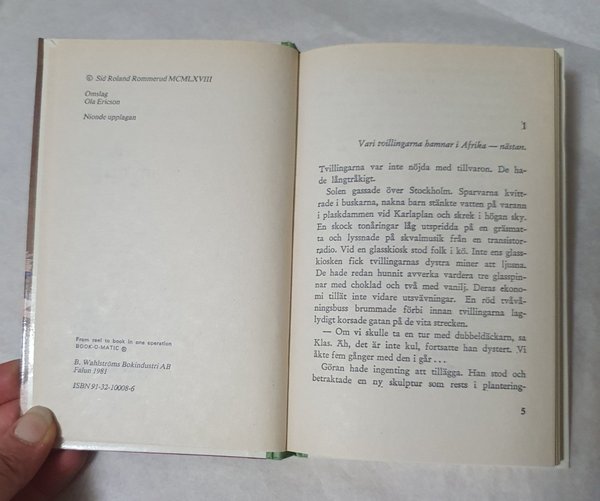 © Sid Roland Rommerud MCMLXVIII
Omslag
Ola Ericson
Nionde upplagan
From reel to book in one operation
BOOK-O-MATIC ©
B. Wahlströms Bokindustri AB
Falun 1981
ISBN 91-32-10008-6
1
Vari tvillingarna hamnar i Afrika — nästan.
Tvillingarna var inte nöjda med tillvaron. De ha-
de långtråkigt.
Solen gassade över Stockholm. Sparvarna kvitt-
rade i buskarna, nakna barn stänkte vatten på varann
i plaskdammen vid Karlaplan och skrek i högan sky.
En skock tonåringar låg utspridda på en gräsmat-
ta och lyssnade på skvalmusik från en transistor-
radio. Vid en glasskiosk stod folk i kö. Inte ens glass-
kiosken fick tvillingarnas dystra miner att ljusna.
De hade redan hunnit avverka vardera tre glasspin-
nar med choklad och två med vanilj. Deras ekono-
mi tillät inte vidare utsvävningar. En röd tvåvå-
ningsbuss brummade förbi innan tvillingarna lag-
lydigt korsade gatan på de vita strecken.
— Om vi skulle ta en tur med dubbeldäckarn, sa
Klas. Äh, det är inte kul, fortsatte han dystert. Vi
åkte fem gånger med den i går . . .
Göran hade ingenting att tillägga. Han stod och
betraktade en ny skulptur som rests i plantering-
5